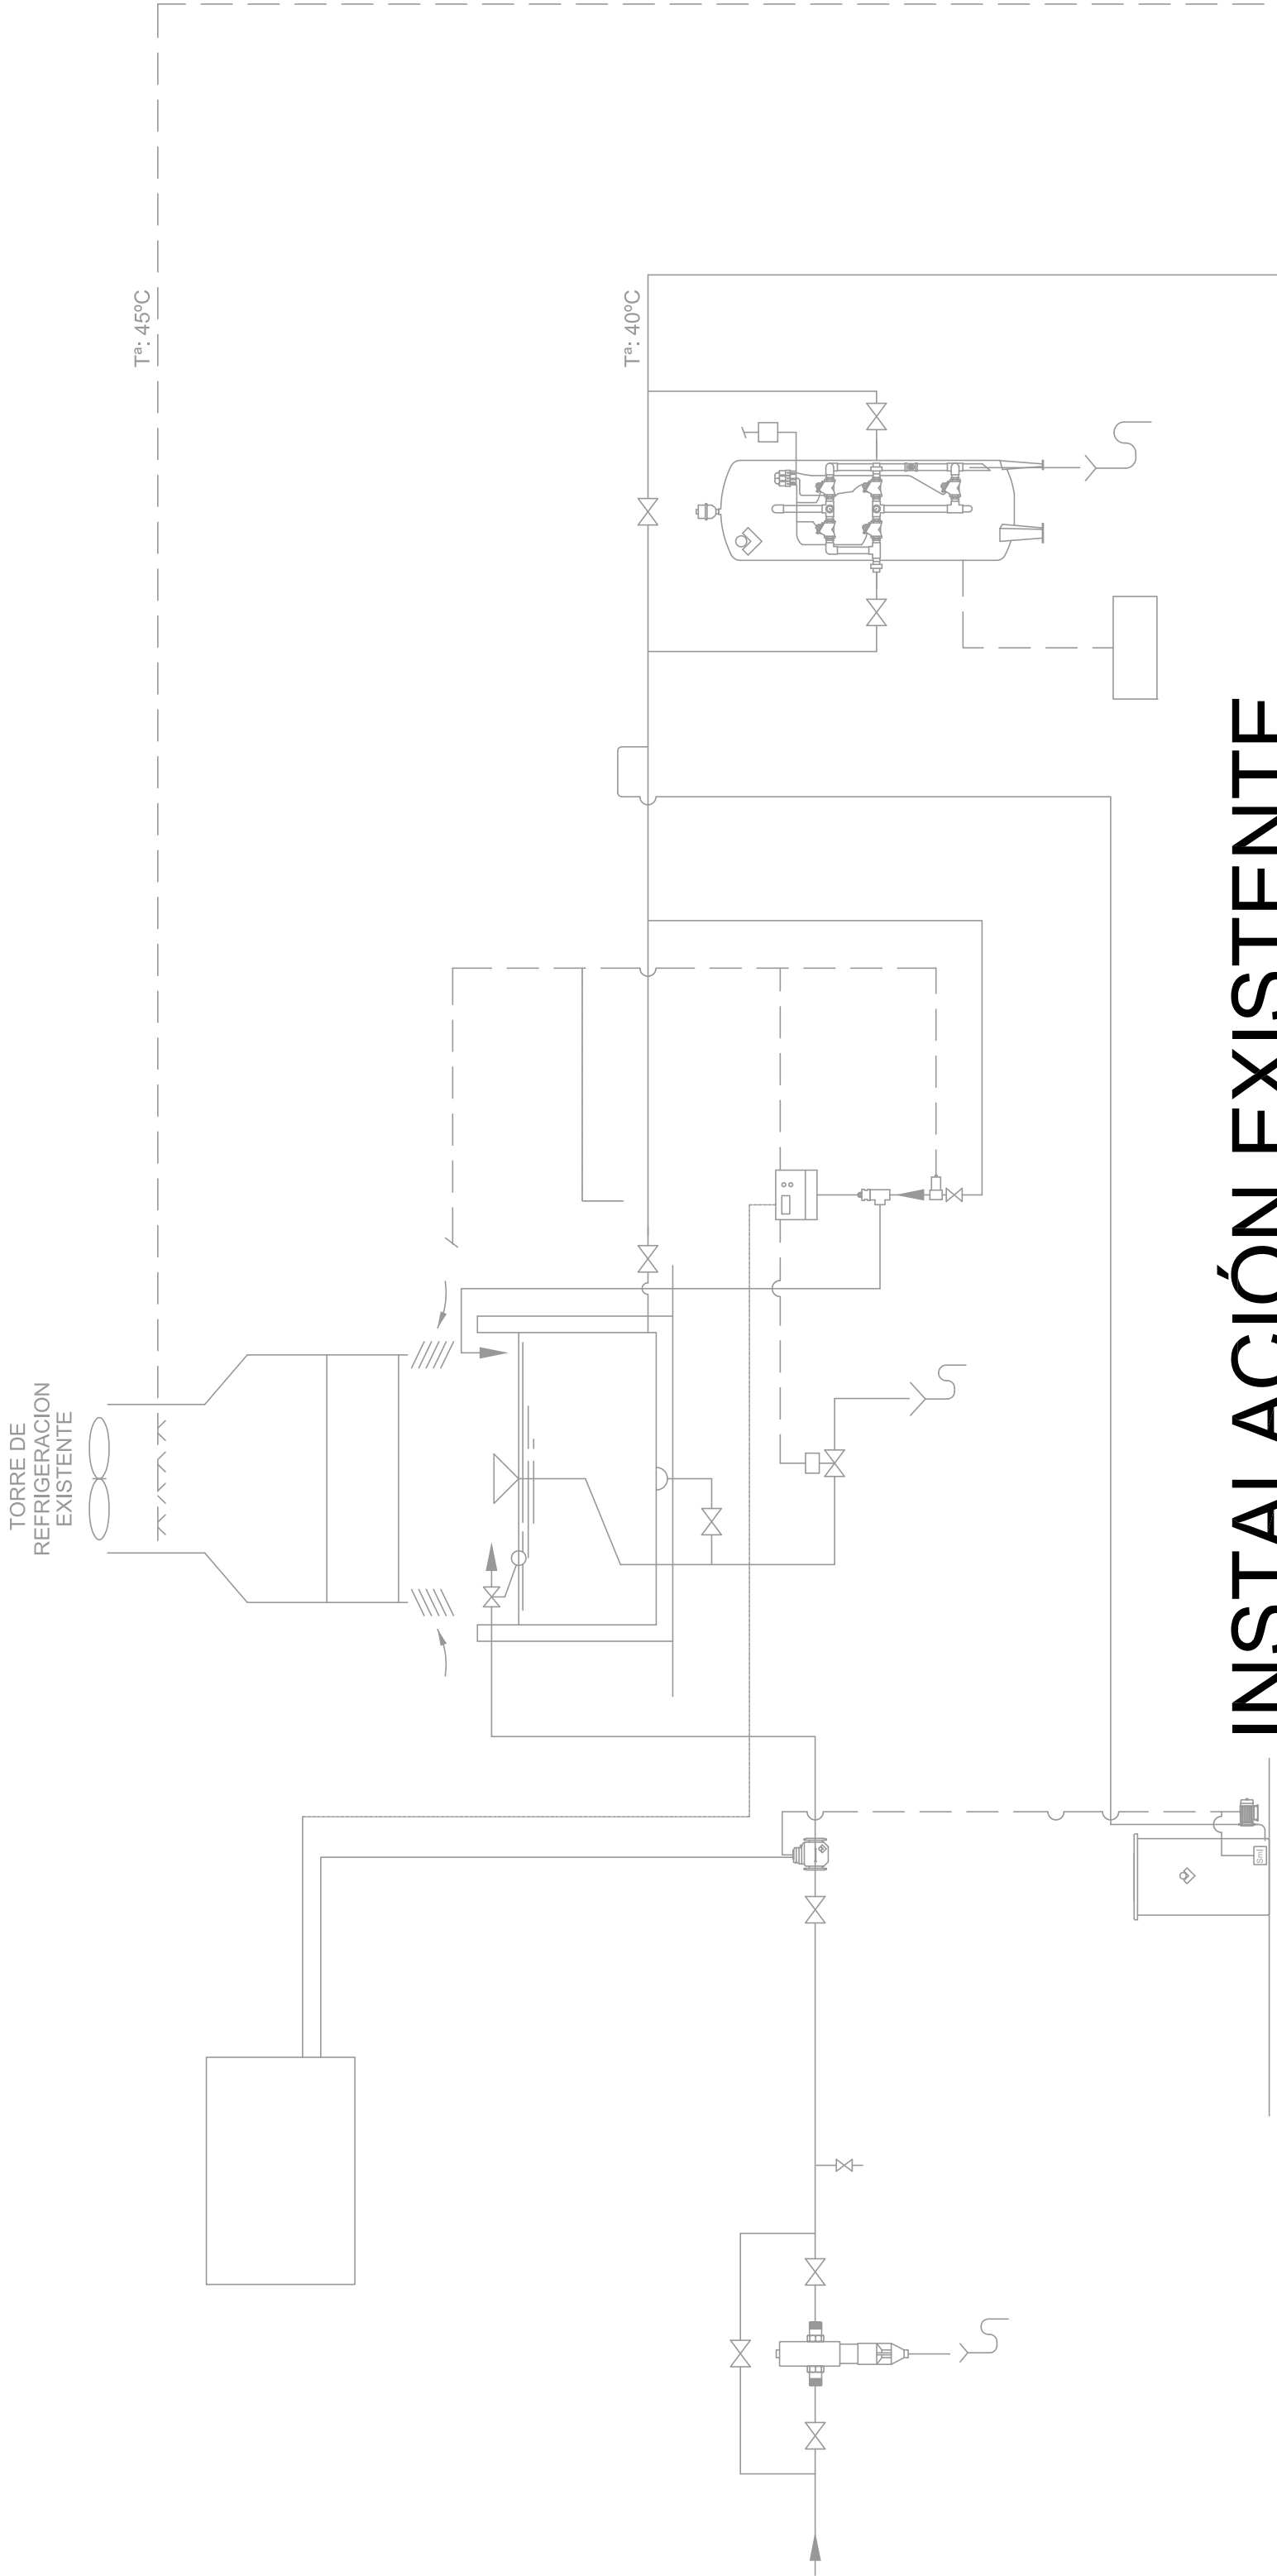 TORRE DE
REFRIGERACION
EXISTENTE
Tª: 45ºC
Tª: 40ºC
INSTALACIÓN EXISTENTE